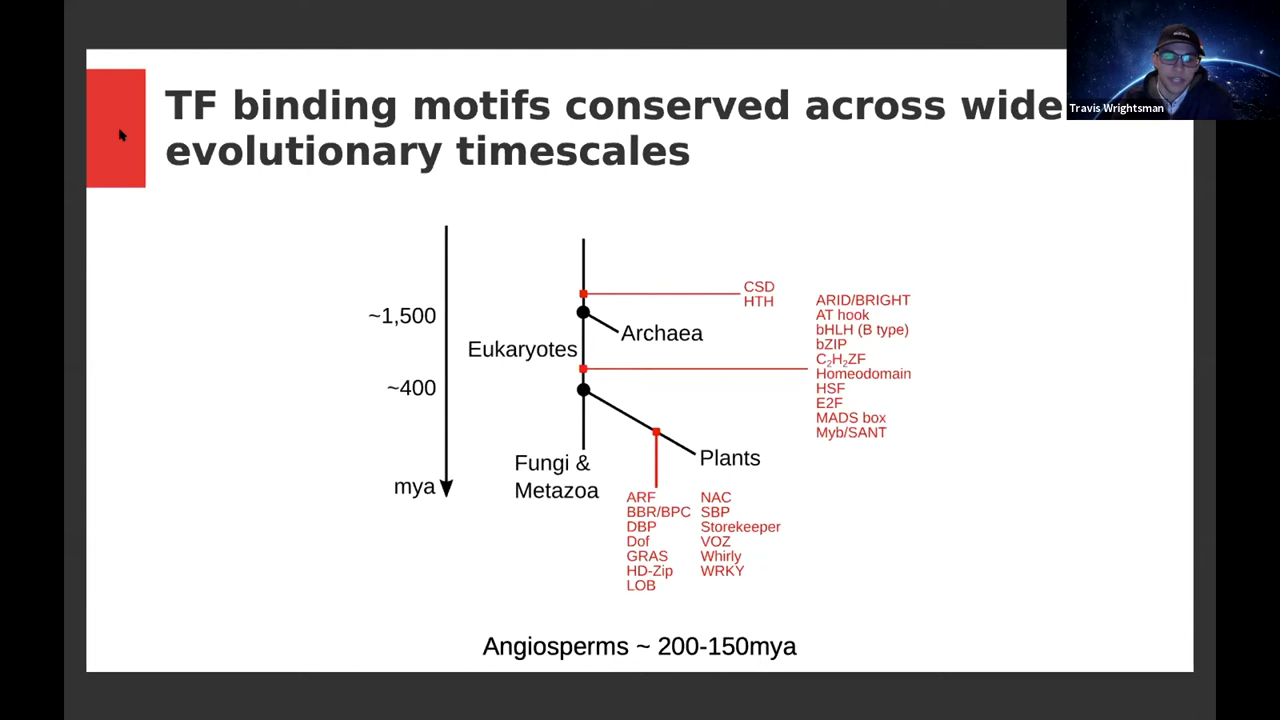 TF binding motifs conserved across wide
evolutionary timescales
Travis Wrightsman
~1,500
~400
mya
Eukaryotes
Archaea
Fungi &
Metazoa
Plants
CSD
HTH
ARID/BRIGHT
AT hook
bHLH (B type)
bZIP
C₂H₂ZF
Homeodomain
HSF
E2F
MADS box
Myb/SANT
ARF
BBR/BPC
DBP
Dof
GRAS
HD-Zip
LOB
NAC
SBP
Storekeeper
VOZ
Whirly
WRKY
Angiosperms ~ 200-150mya